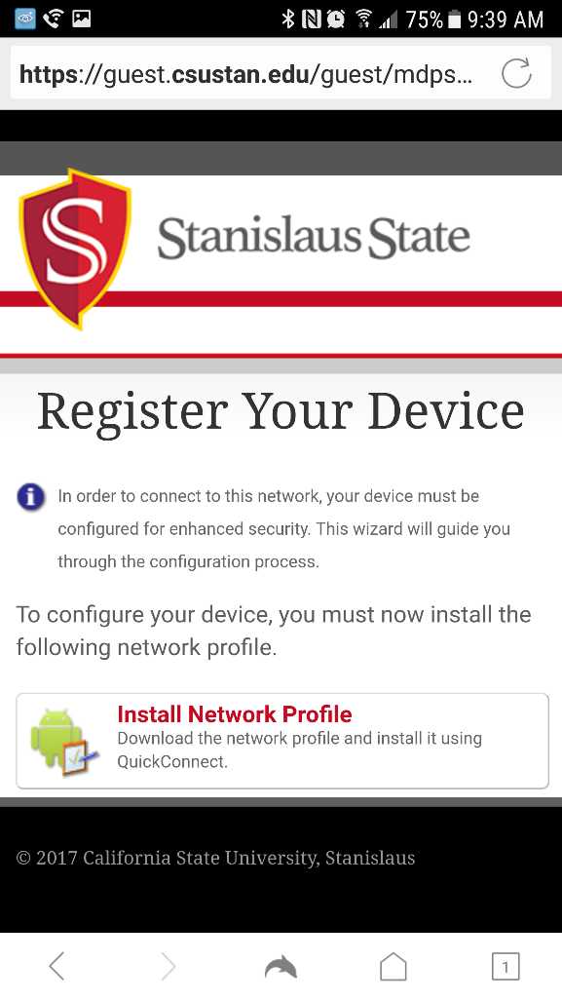 75% 9:39 AM
https://guest.csustan.edu/guest/mdps...
S
Stanislaus State
Register Your Device
i
In order to connect to this network, your device must be
configured for enhanced security. This wizard will guide you
through the configuration process.
To configure your device, you must now install the
following network profile.
Install Network Profile
Download the network profile and install it using
QuickConnect.
© 2017 California State University, Stanislaus
1